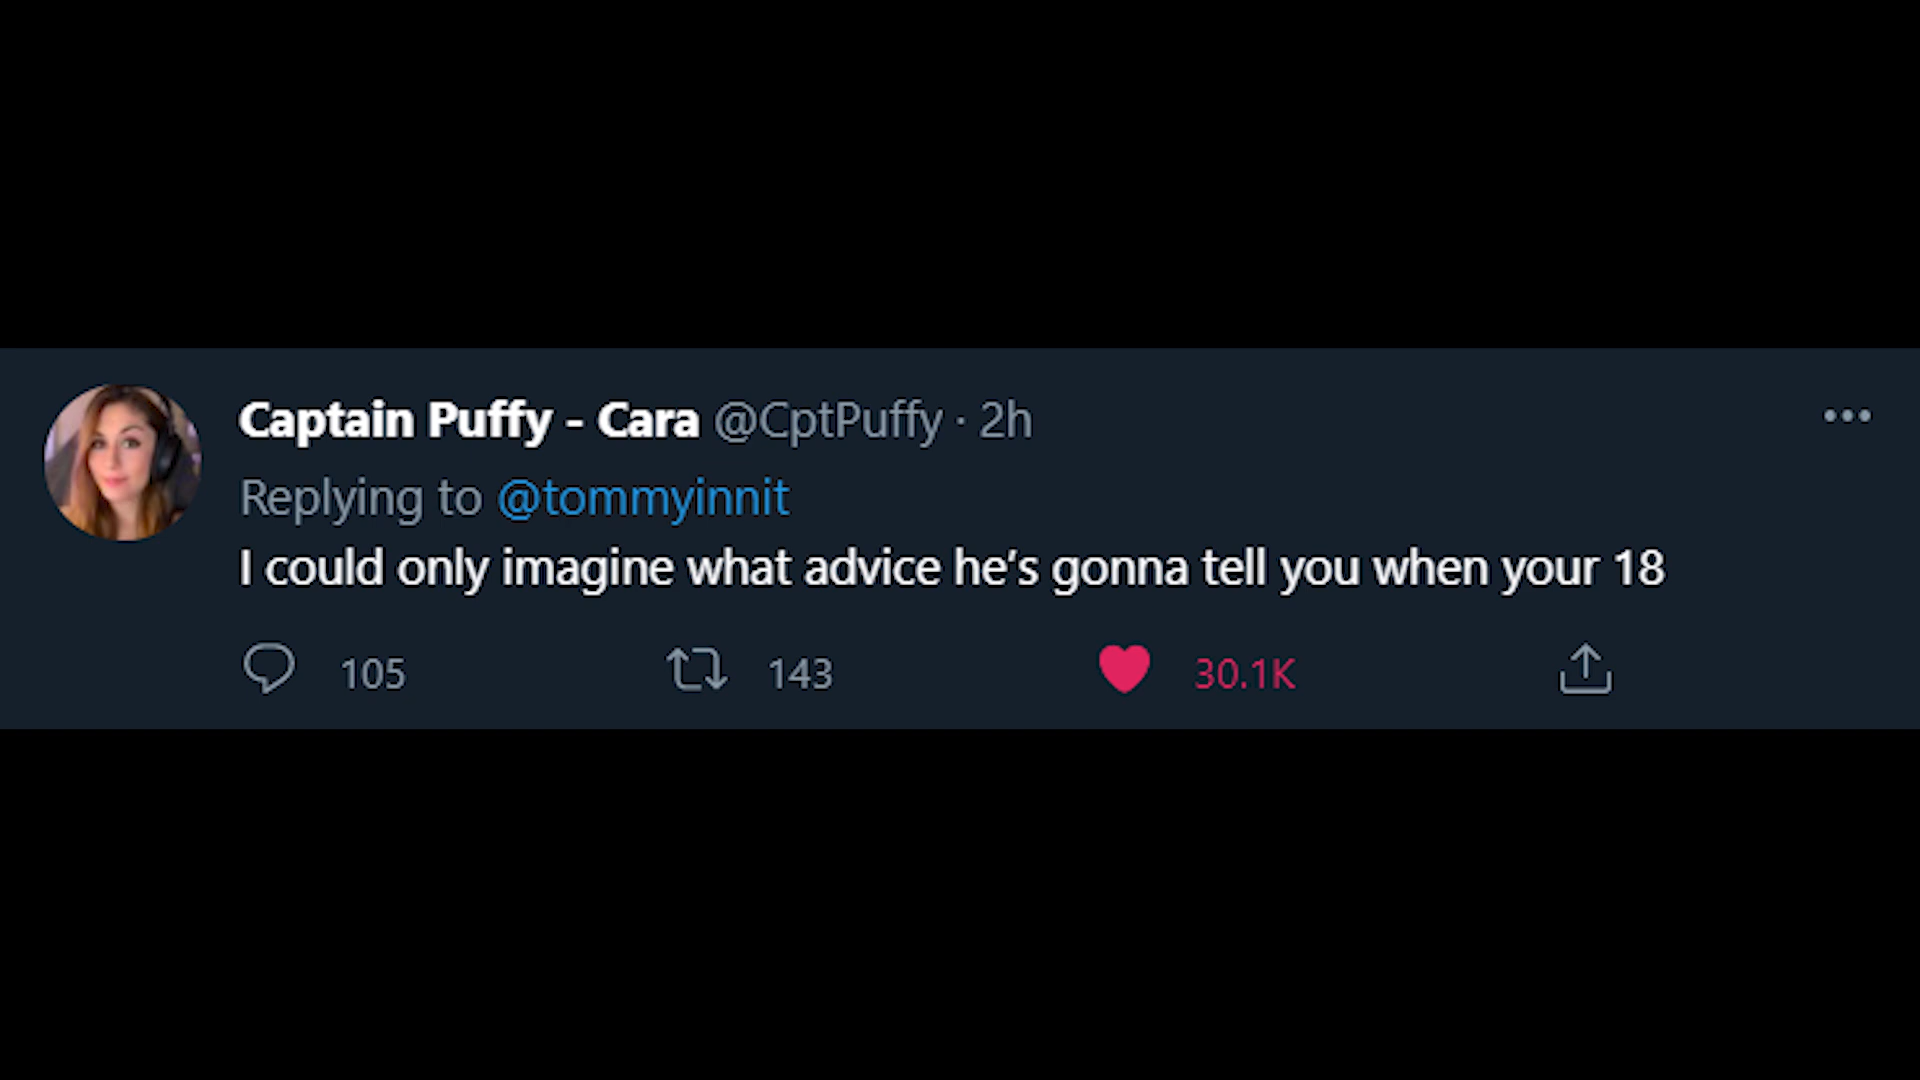 Captain Puffy - Cara @CptPuffy · 2h
Replying to @tommyinnit
I could only imagine what advice he's gonna tell you when your 18
105 143 30.1K